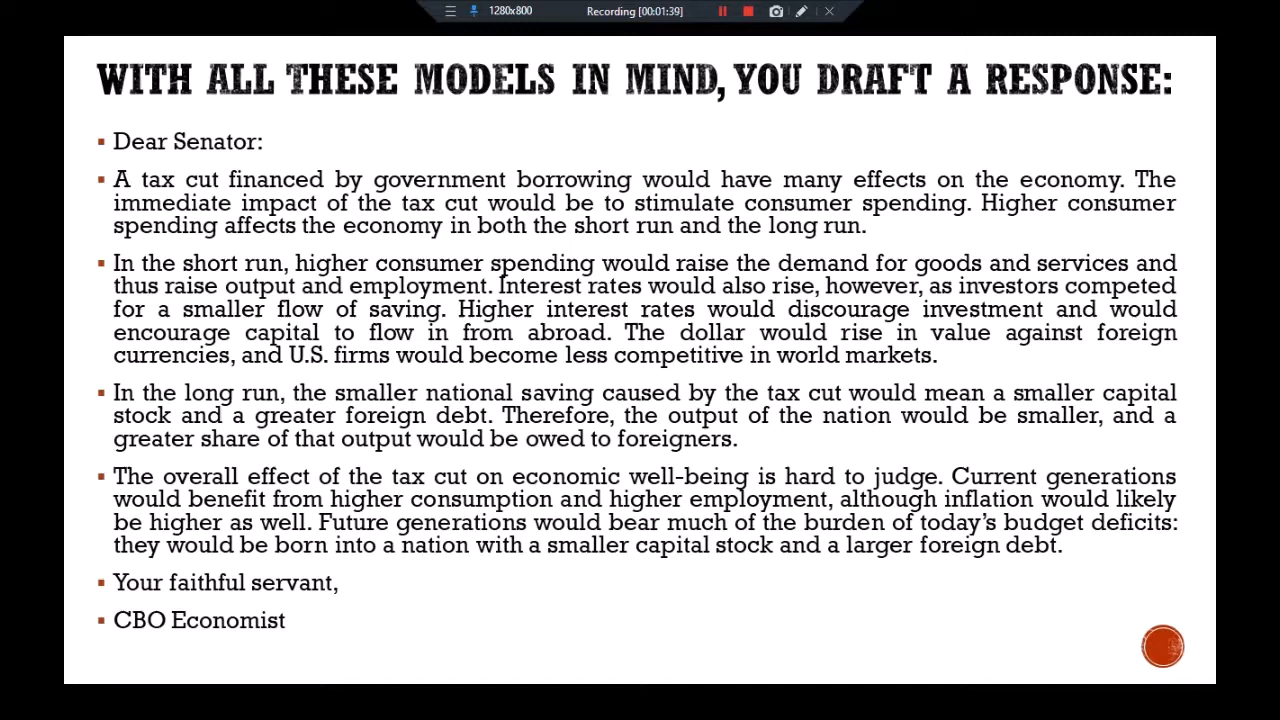 1280x800 Recording [00:01:39]
WITH ALL THESE MODELS IN MIND, YOU DRAFT A RESPONSE:
▪ Dear Senator:
▪ A tax cut financed by government borrowing would have many effects on the economy. The
immediate impact of the tax cut would be to stimulate consumer spending. Higher consumer
spending affects the economy in both the short run and the long run.
▪ In the short run, higher consumer spending would raise the demand for goods and services and
thus raise output and employment. Interest rates would also rise, however, as investors competed
for a smaller flow of saving. Higher interest rates would discourage investment and would
encourage capital to flow in from abroad. The dollar would rise in value against foreign
currencies, and U.S. firms would become less competitive in world markets.
▪ In the long run, the smaller national saving caused by the tax cut would mean a smaller capital
stock and a greater foreign debt. Therefore, the output of the nation would be smaller, and a
greater share of that output would be owed to foreigners.
▪ The overall effect of the tax cut on economic well-being is hard to judge. Current generations
would benefit from higher consumption and higher employment, although inflation would likely
be higher as well. Future generations would bear much of the burden of today's budget deficits:
they would be born into a nation with a smaller capital stock and a larger foreign debt.
▪ Your faithful servant,
▪ CBO Economist